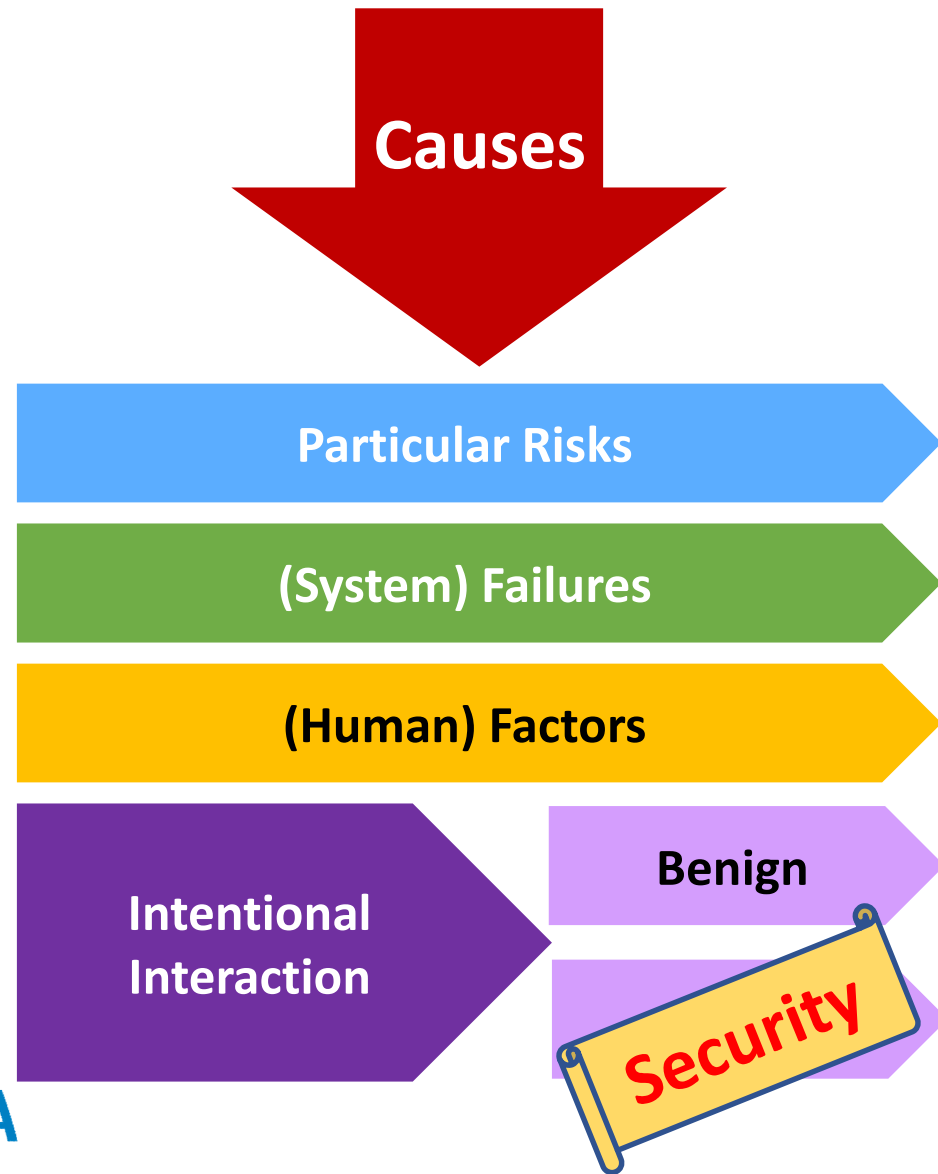 Causes
Particular Risks
(System) Failures
(Human) Factors
Intentional
Interaction
Benign
Security
A